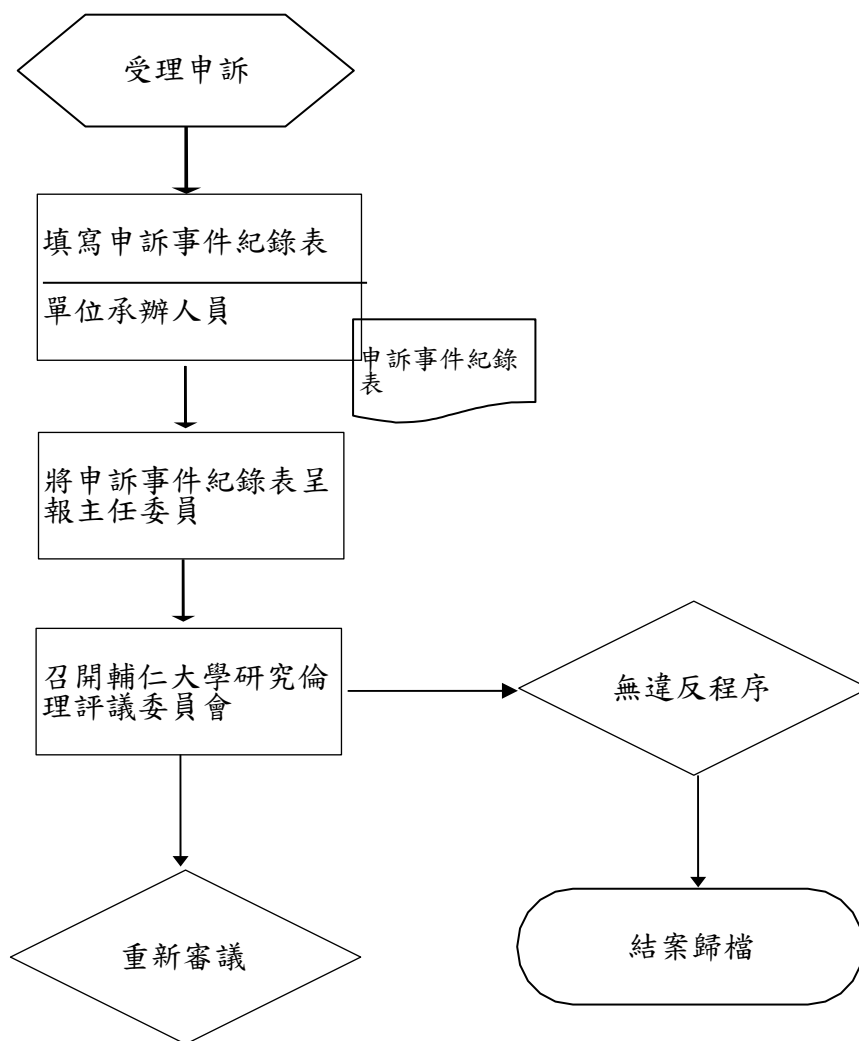 受理申訴
填寫申訴事件紀錄表
單位承辦人員
申訴事件紀錄
表
將申訴事件紀錄表呈
報主任委員
召開輔仁大學研究倫
理評議委員會
無違反程序
重新審議
結案歸檔